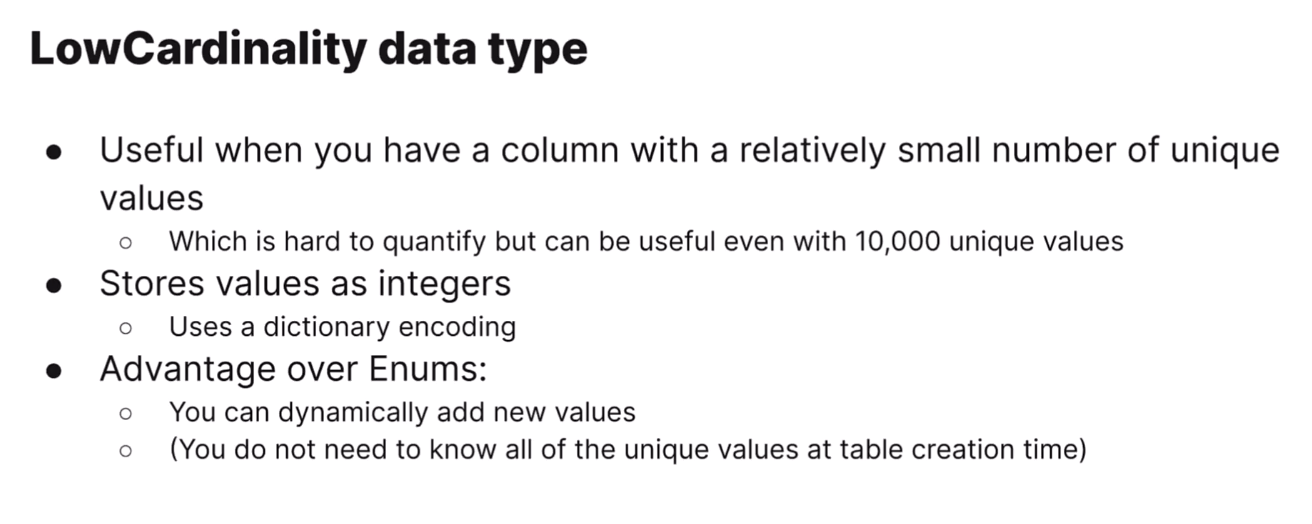 LowCardinality data type
● Useful when you have a column with a relatively small number of unique
values
○ Which is hard to quantify but can be useful even with 10,000 unique values
● Stores values as integers
○ Uses a dictionary encoding
● Advantage over Enums:
○ You can dynamically add new values
○ (You do not need to know all of the unique values at table creation time)